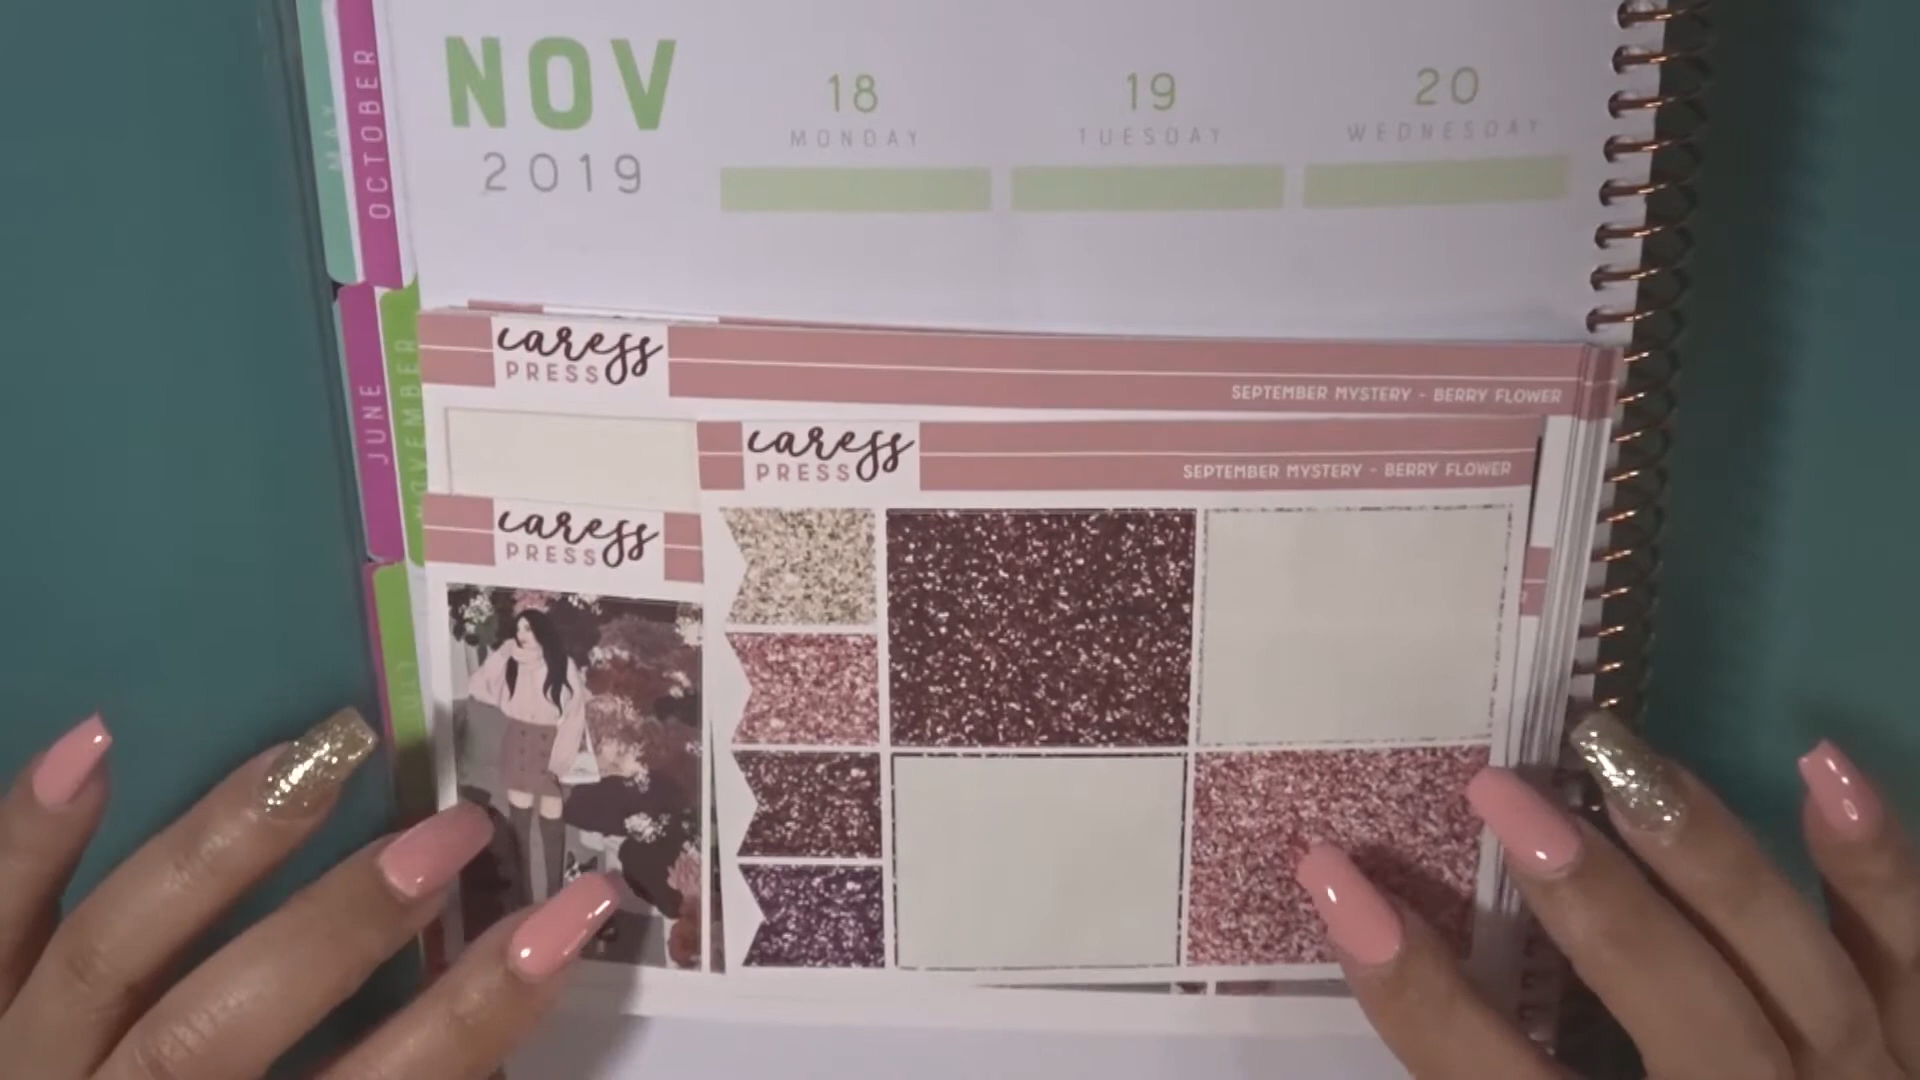 MAY
OCTOBER
JUNE
NOVEMBER
NOV
2019
18
MONDAY
19
TUESDAY
20
WEDNESDAY
caress
PRESS
SEPTEMBER MYSTERY - BERRY FLOWER
caress
PRESS
SEPTEMBER MYSTERY - BERRY FLOWER
caress
PRESS